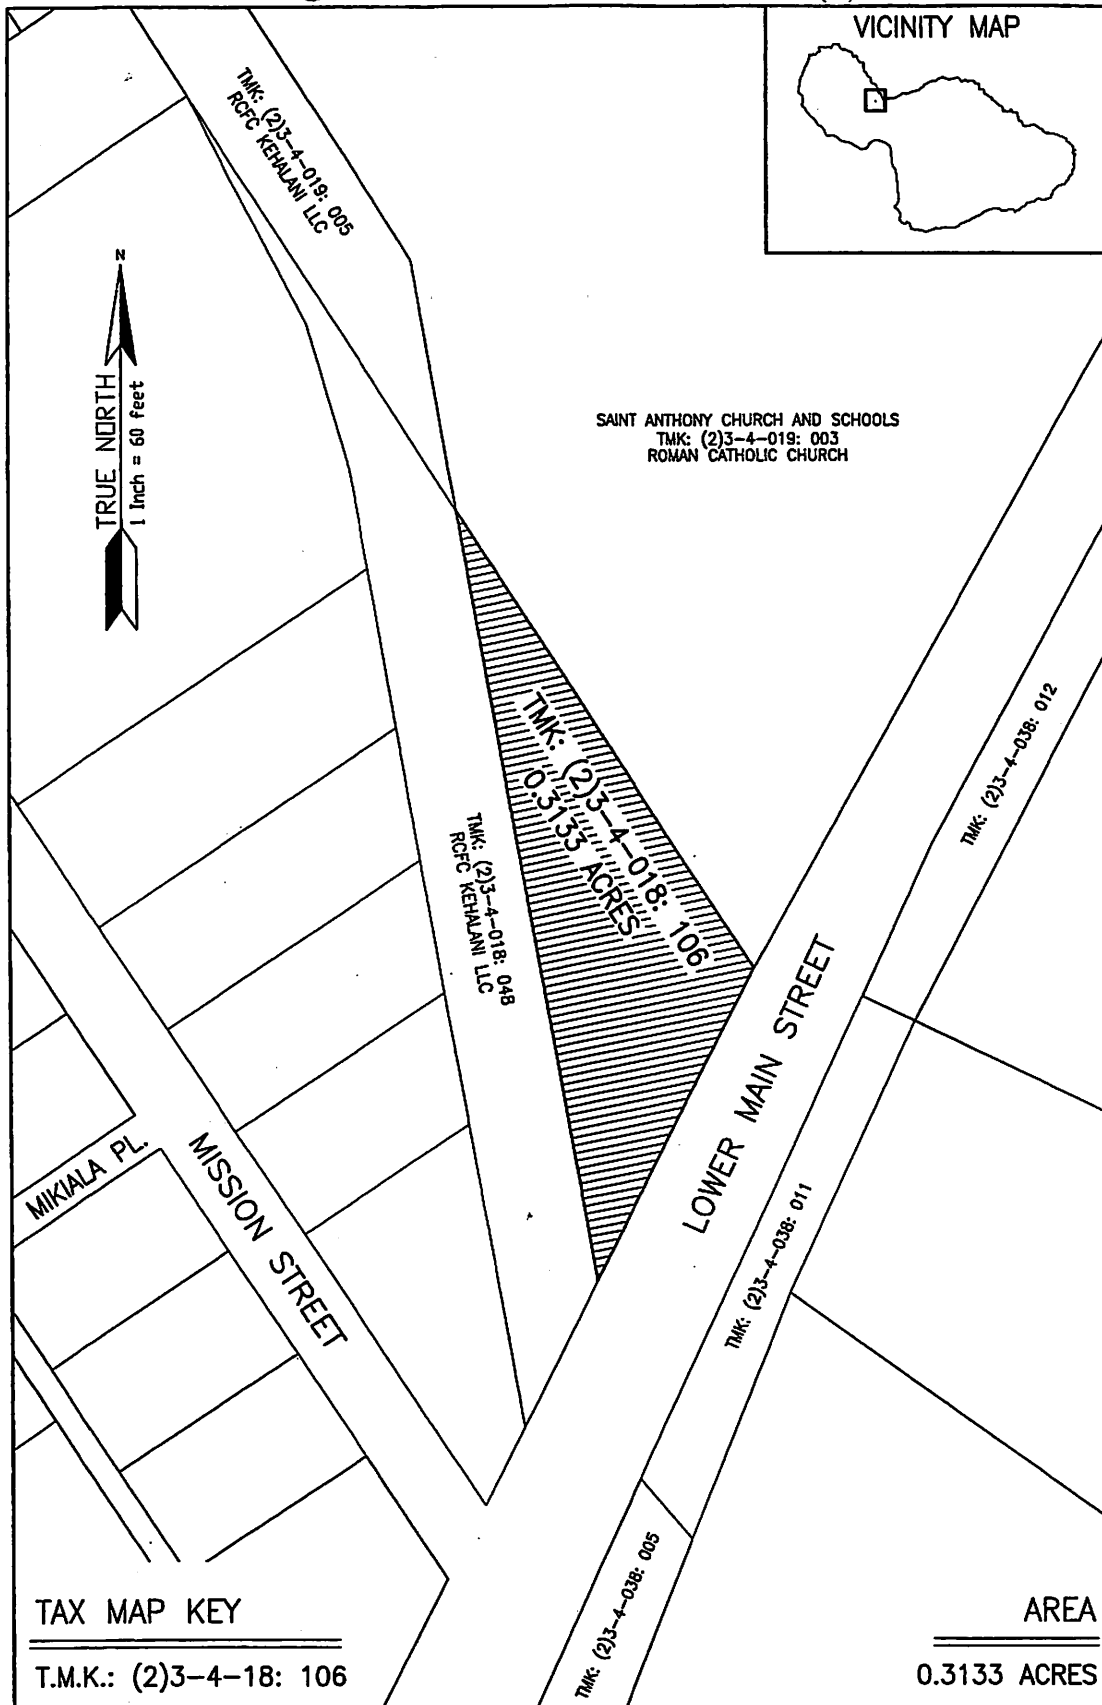 VICINITY MAP
TMK: (2)3-4-019: 005
RCFC KEHALANI LLC
N
TRUE NORTH
1 Inch = 60 feet
SAINT ANTHONY CHURCH AND SCHOOLS
TMK: (2)3-4-019: 003
ROMAN CATHOLIC CHURCH
TMK: (2)3-4-038: 012
TMK: (2)3-4-018: 106
0.3133 ACRES
TMK: (2)3-4-018: 048
RCFC KEHALANI LLC
LOWER MAIN STREET
MIKIALA PL.
MISSION STREET
TMK: (2)3-4-038: 011
TMK: (2)3-4-038: 005
TAX MAP KEY
T.M.K.: (2)3-4-18: 106
AREA
0.3133 ACRES